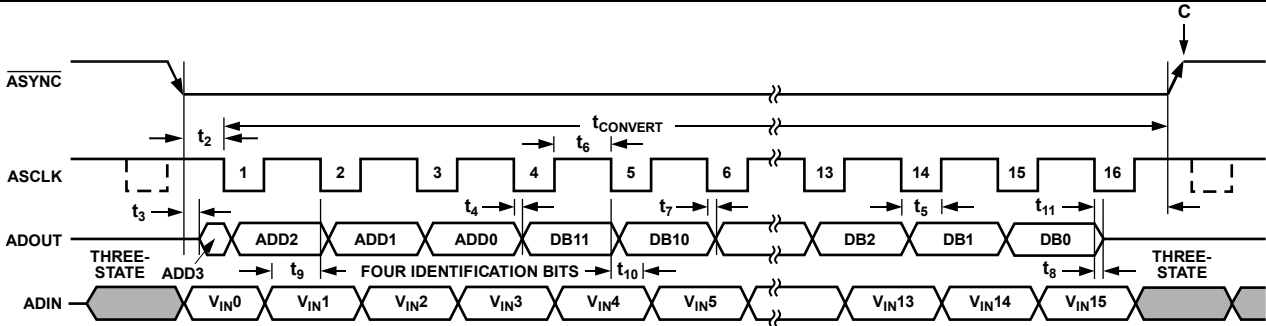 C
ASYNC
t2
tCONVERT
t6
ASCLK
1 2 3 4 5 6 13 14 15 16
t3 t4 t7 t5 t11
ADOUT
ADD2 ADD1 ADD0 DB11 DB10 DB2 DB1 DB0
THREE-
STATE
ADD3
t9
FOUR IDENTIFICATION BITS
t10
t8
THREE-
STATE
ADIN
VIN0 VIN1 VIN2 VIN3 VIN4 VIN5 VIN13 VIN14 VIN15